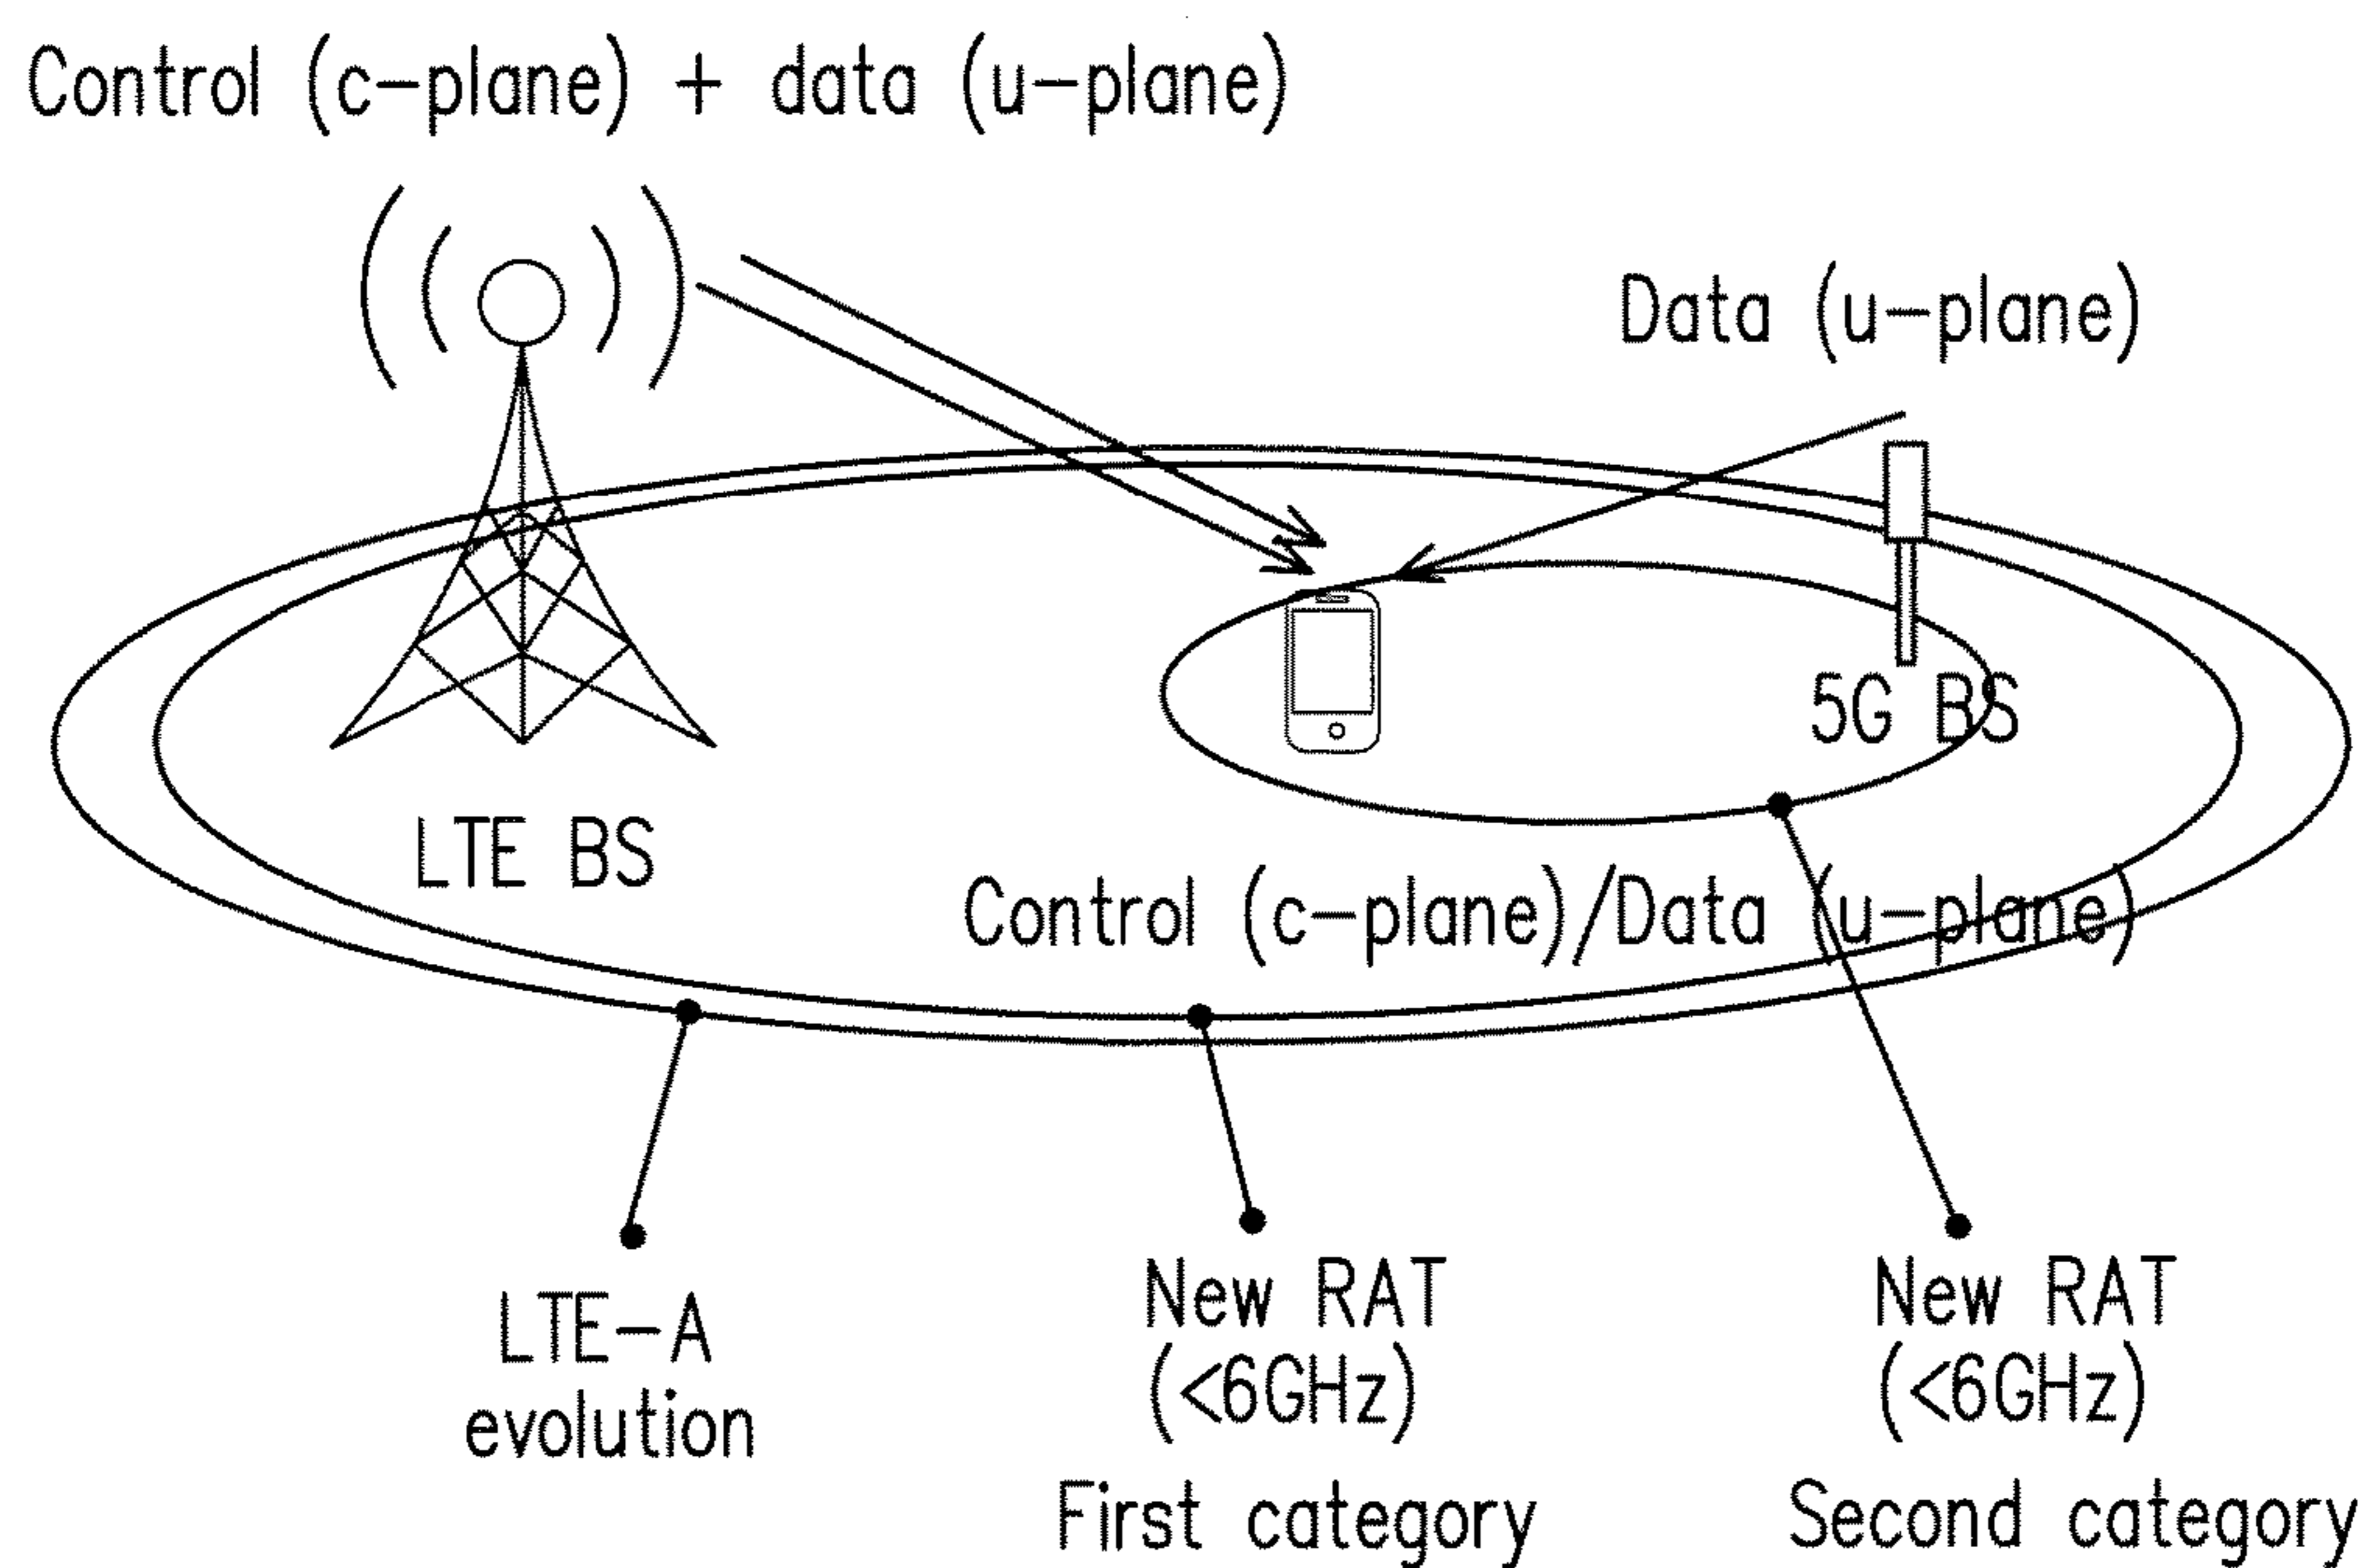 Control (c-plane) + data (u-plane)
Data (u-plane)
5G BS
LTE BS
Control (c-plane)/Data (u-plane)
LTE-A
evolution
New RAT
(<6GHz)
First category
New RAT
(<6GHz)
Second category